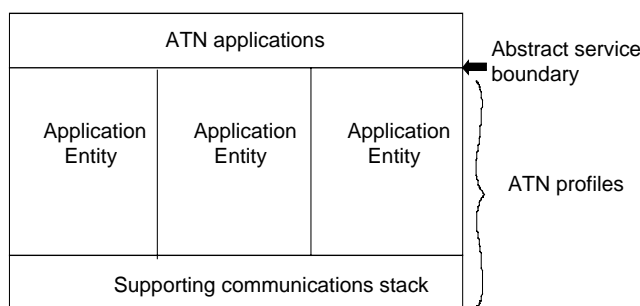 ATN applications
Abstract service
boundary
Application
Entity
Application
Entity
Application
Entity
ATN profiles
Supporting communications stack